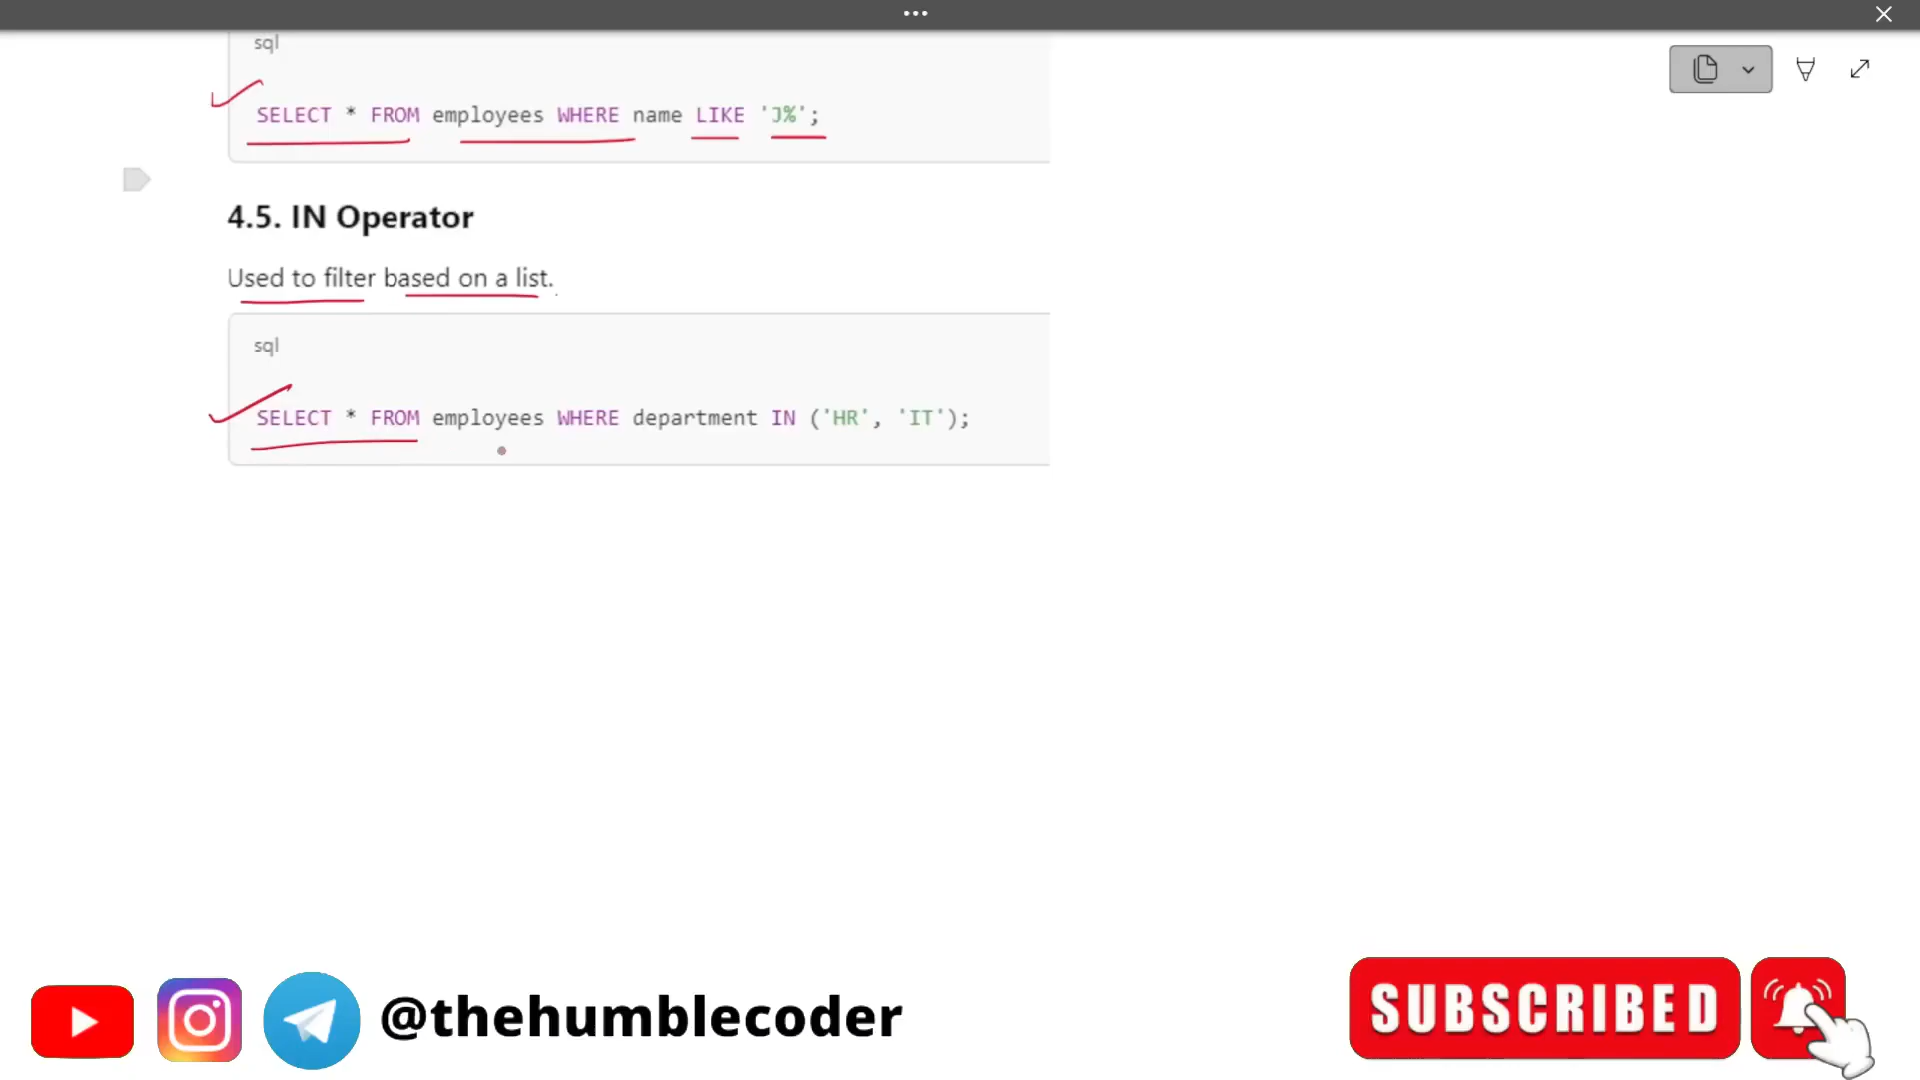 sql
SELECT * FROM employees WHERE name LIKE 'J%';
4.5. IN Operator
Used to filter based on a list.
sql
SELECT * FROM employees WHERE department IN ('HR', 'IT');
@thehumblecoder
SUBSCRIBED